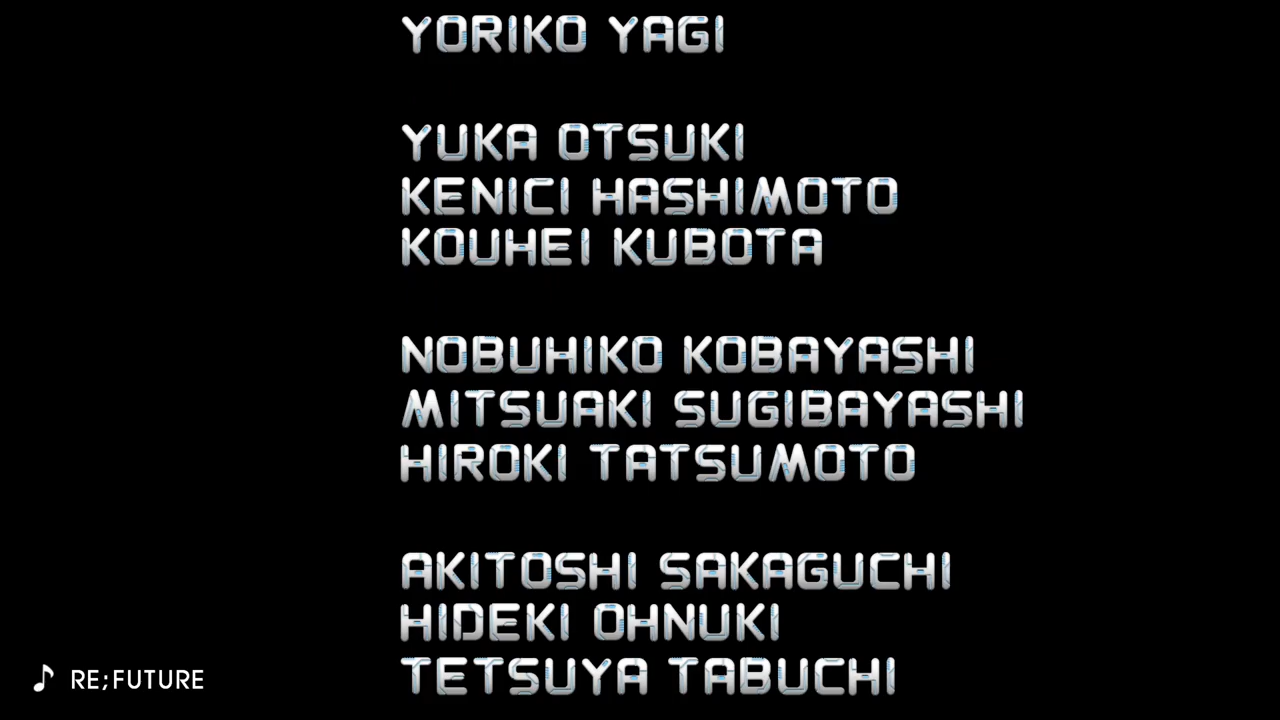 YORIKO YAGI
YUKA OTSUKI
KENICI HASHIMOTO
KOUHEI KUBOTA
NOBUHIKO KOBAYASHI
MITSUAKI SUGIBAYASHI
HIROKI TATSUMOTO
AKITOSHI SAKAGUCHI
HIDEKI OHNUKI
TETSUYA TABUCHI
♪ RE;FUTURE